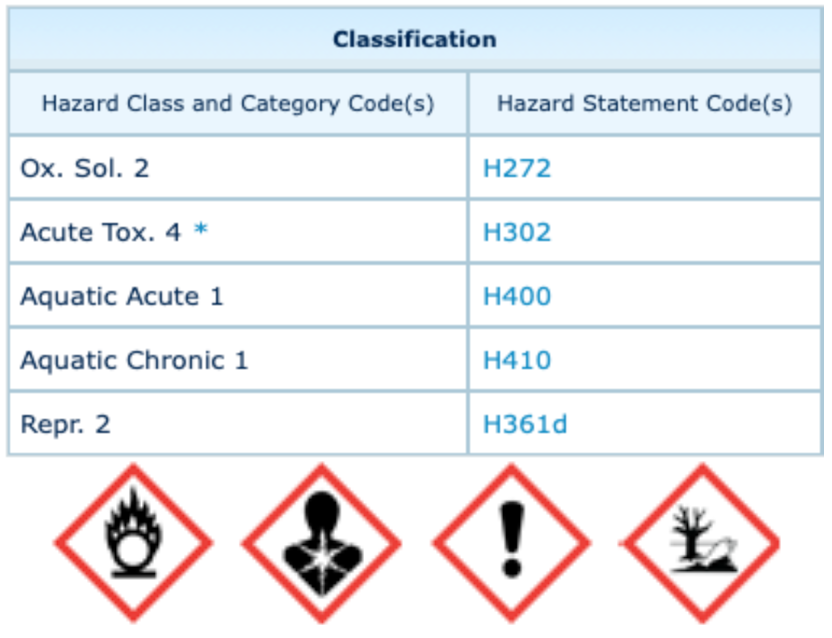 Classification
Hazard Class and Category Code(s) Hazard Statement Code(s)
Ox. Sol. 2 H272
Acute Tox. 4 * H302
Aquatic Acute 1 H400
Aquatic Chronic 1 H410
Repr. 2 H361d